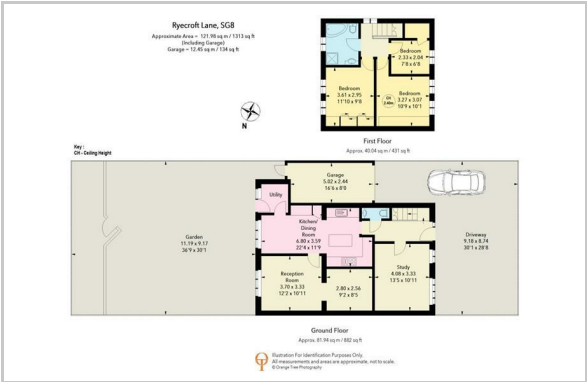 Ryecroft Lane, SG8
Approximate Area = 121.98 sq m / 1313 sq ft
(Including Garage)
Garage = 12.45 sq m / 134 sq ft
N
Key :
CH - Ceiling Height
Bedroom
2.33 x 2.04
7'8 x 6'8
Bedroom
3.61 x 2.95
11'10 x 9'8
CH
2.40m
Bedroom
3.27 x 3.07
10'9 x 10'1
First Floor
Approx. 40.04 sq m / 431 sq ft
Garage
5.02 x 2.44
16'6 x 8'0
Utility
Garden
11.19 x 9.17
36'9 x 30'1
Kitchen/
Dining
Room
6.80 x 3.59
22'4 x 11'9
Driveway
9.18 x 8.74
30'1 x 28'8
Reception
Room
3.70 x 3.33
12'2 x 10'11
2.80 x 2.56
9'2 x 8'5
Study
4.08 x 3.33
13'5 x 10'11
Ground Floor
Approx. 81.94 sq m / 882 sq ft
Illustration For Identification Purposes Only.
All measurements and areas are approximate, not to scale.
© Orange Tree Photography